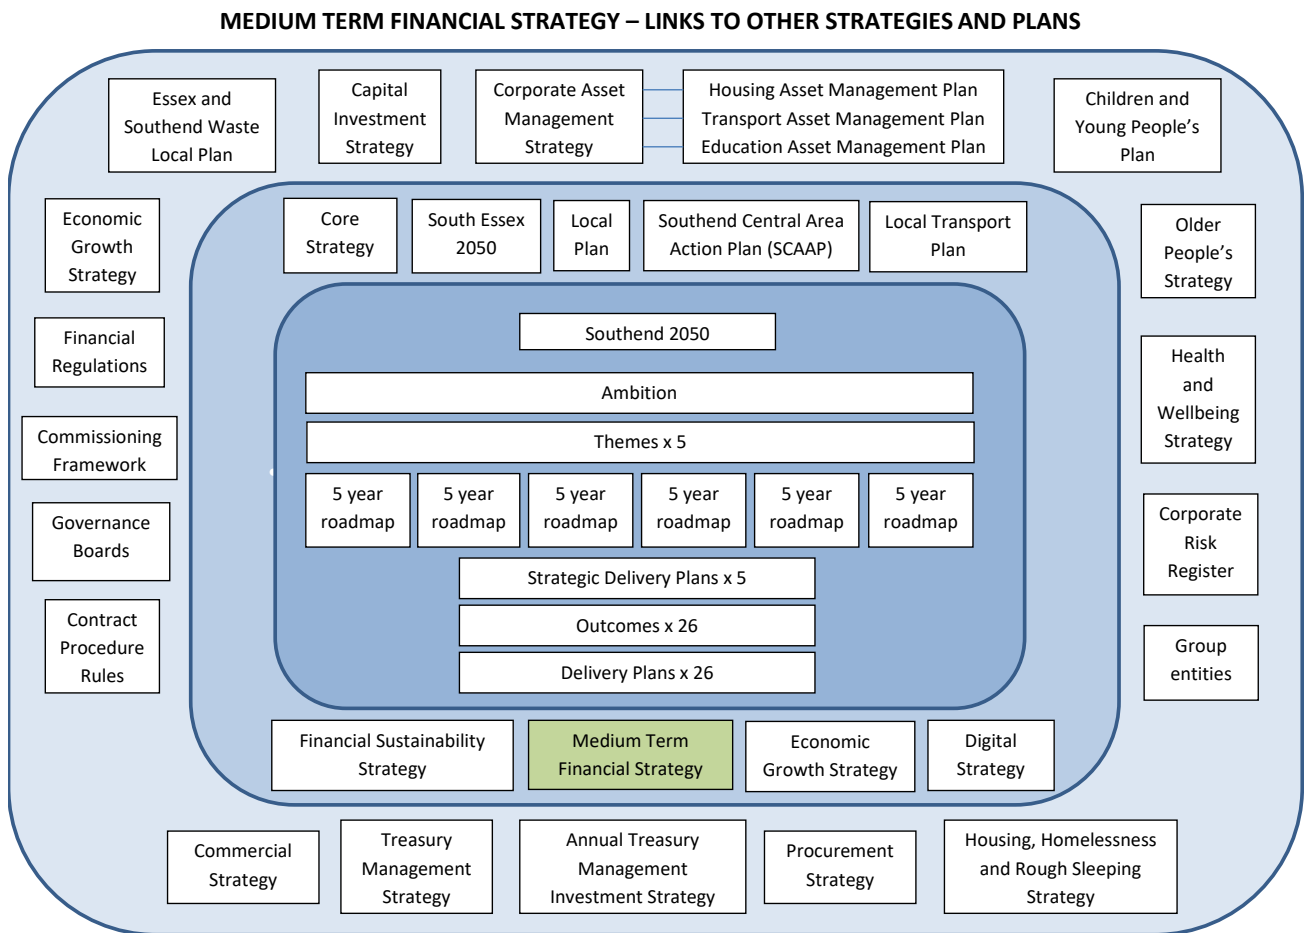 MEDIUM TERM FINANCIAL STRATEGY – LINKS TO OTHER STRATEGIES AND PLANS
Essex and
Southend Waste
Local Plan
Capital
Investment
Strategy
Corporate Asset
Management
Strategy
Housing Asset Management Plan
Transport Asset Management Plan
Education Asset Management Plan
Children and
Young People's
Plan
Economic
Growth
Strategy
Financial
Regulations
Commissioning
Framework
Governance
Boards
Contract
Procedure
Rules
Core
Strategy
South Essex
2050
Local
Plan
Southend Central Area
Action Plan (SCAAP)
Local Transport
Plan
Southend 2050
Ambition
Themes x 5
5 year
roadmap
5 year
roadmap
5 year
roadmap
5 year
roadmap
5 year
roadmap
5 year
roadmap
Strategic Delivery Plans x 5
Outcomes x 26
Delivery Plans x 26
Financial Sustainability
Strategy
Medium Term
Financial Strategy
Economic
Growth Strategy
Digital
Strategy
Older
People's
Strategy
Health
and
Wellbeing
Strategy
Corporate
Risk
Register
Group
entities
Commercial
Strategy
Treasury
Management
Strategy
Annual Treasury
Management
Investment Strategy
Procurement
Strategy
Housing, Homelessness
and Rough Sleeping
Strategy